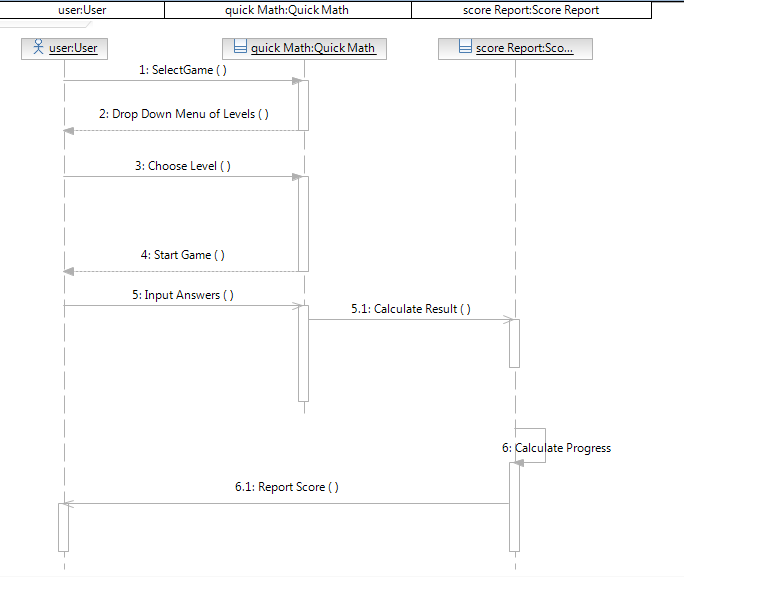 user:User quick Math:Quick Math score Report:Score Report
user:User quick Math:Quick Math score Report:Sco...
1: SelectGame ( )
2: Drop Down Menu of Levels ( )
3: Choose Level ( )
4: Start Game ( )
5: Input Answers ( )
5.1: Calculate Result ( )
6: Calculate Progress
6.1: Report Score ( )